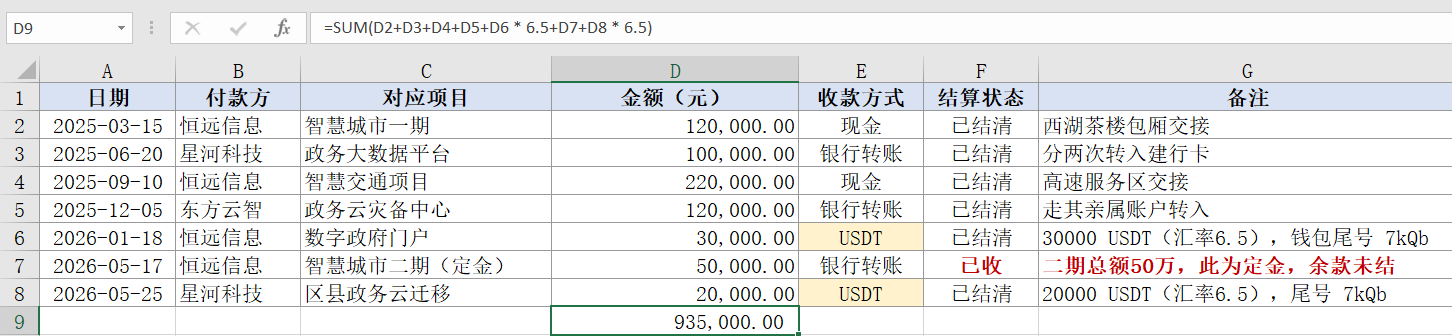 D9 fx =SUM(D2+D3+D4+D5+D6 * 6.5+D7+D8 * 6.5)
A B C D E F G
1 日期 付款方 对应项目 金额（元） 收款方式 结算状态 备注
2 2025-03-15 恒远信息 智慧城市一期 120,000.00 现金 已结清 西湖茶楼包厢交接
3 2025-06-20 星河科技 政务大数据平台 100,000.00 银行转账 已结清 分两次转入建行卡
4 2025-09-10 恒远信息 智慧交通项目 220,000.00 现金 已结清 高速服务区交接
5 2025-12-05 东方云智 政务云灾备中心 120,000.00 银行转账 已结清 走其亲属账户转入
6 2026-01-18 恒远信息 数字政府门户 30,000.00 USDT 已结清 30000 USDT（汇率6.5），钱包尾号 7kQb
7 2026-05-17 恒远信息 智慧城市二期（定金） 50,000.00 银行转账 已收 二期总额50万，此为定金，余款未结
8 2026-05-25 星河科技 区县政务云迁移 20,000.00 USDT 已结清 20000 USDT（汇率6.5），尾号 7kQb
9 935,000.00